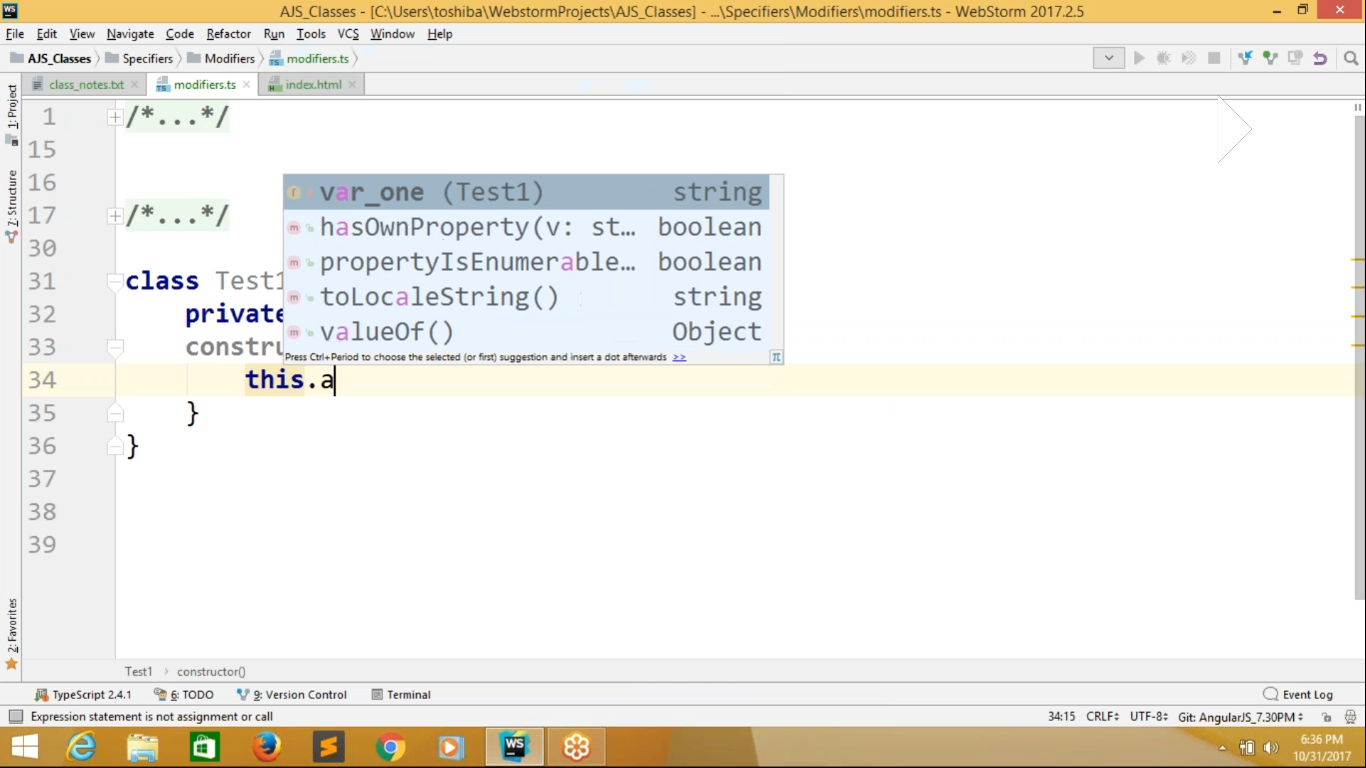 AJS_Classes - [C:\Users\toshiba\WebstormProjects\AJS_Classes] - ...\Specifiers\Modifiers\modifiers.ts - WebStorm 2017.2.5
File Edit View Navigate Code Refactor Run Tools VCS Window Help
AJS_Classes Specifiers Modifiers modifiers.ts
class_notes.txt modifiers.ts index.html
1: Project
Z: Structure
2: Favorites
1 /*...*/
15
16
17 /*...*/
30
31 class Test1
32 private
33 constru
34 this.a
35 }
36 }
37
38
39
var_one (Test1) string
hasOwnProperty(v: st... boolean
propertyIsEnumerable... boolean
toLocaleString() string
valueOf() Object
Press Ctrl+Period to choose the selected (or first) suggestion and insert a dot afterwards >> π
Test1 constructor()
TypeScript 2.4.1 6: TODO 9: Version Control Terminal Event Log
Expression statement is not assignment or call 34:15 CRLF UTF-8 Git: AngularJS_7.30PM
WS
6:36 PM
10/31/2017